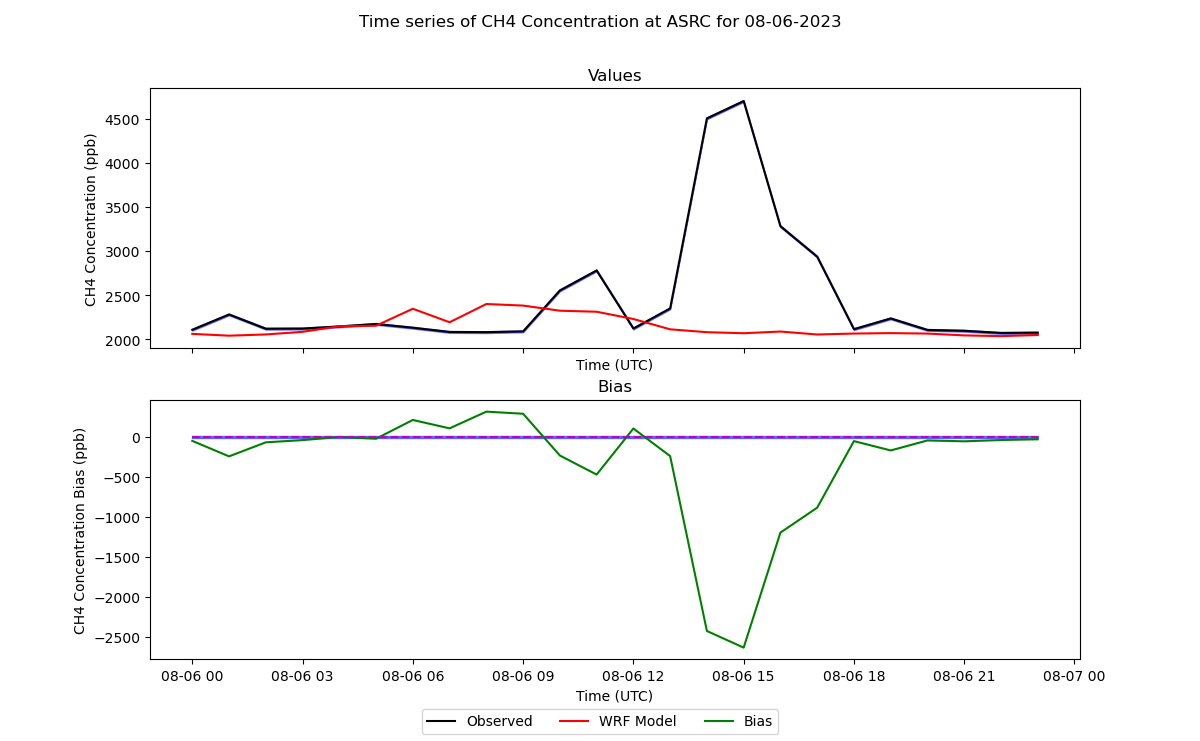 Time series of CH4 Concentration at ASRC for 08-06-2023
Values
CH4 Concentration (ppb)
4500
4000
3500
3000
2500
2000
Time (UTC)
Bias
CH4 Concentration Bias (ppb)
0
−500
−1000
−1500
−2000
−2500
08-06 00 08-06 03 08-06 06 08-06 09 08-06 12 08-06 15 08-06 18 08-06 21 08-07 00
Time (UTC)
Observed WRF Model Bias